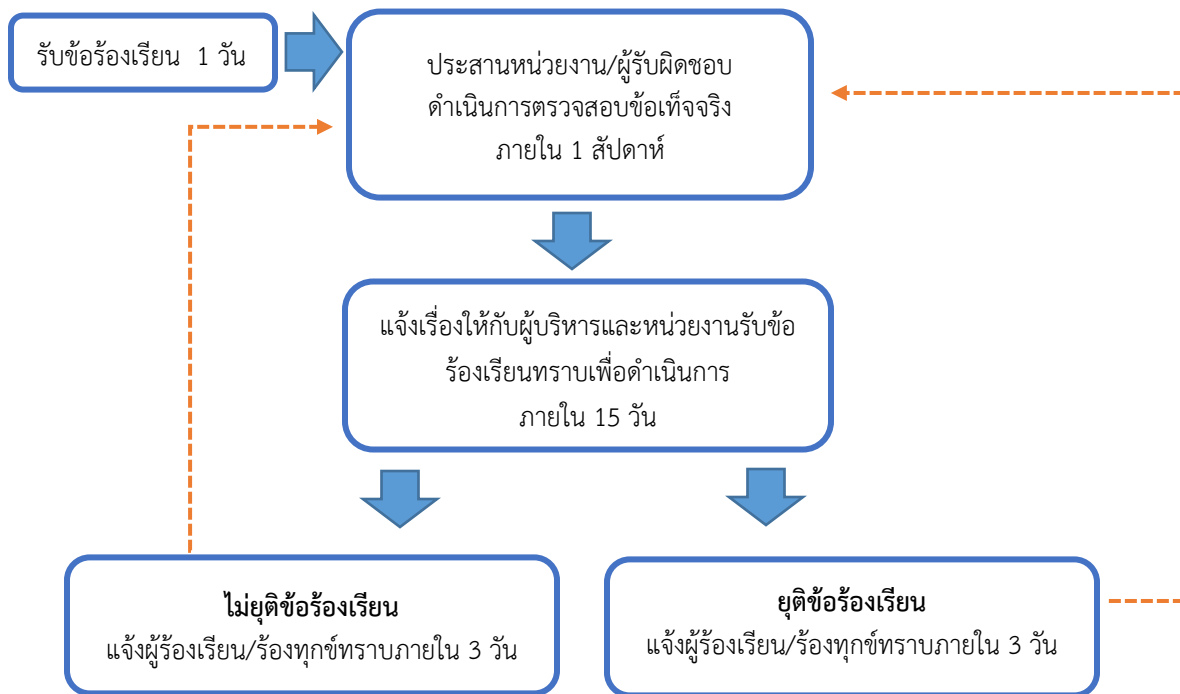 รับข้อร้องเรียน 1 วัน
ประสานหน่วยงาน/ผู้รับผิดชอบ
ดำเนินการตรวจสอบข้อเท็จจริง
ภายใน 1 สัปดาห์
แจ้งเรื่องให้กับผู้บริหารและหน่วยงานรับข้อ
ร้องเรียนทราบเพื่อดำเนินการ
ภายใน 15 วัน
ไม่ยุติข้อร้องเรียน
แจ้งผู้ร้องเรียน/ร้องทุกข์ทราบภายใน 3 วัน
ยุติข้อร้องเรียน
แจ้งผู้ร้องเรียน/ร้องทุกข์ทราบภายใน 3 วัน